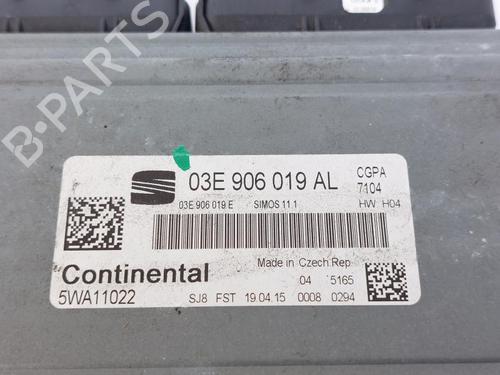 B-PARTS
03E 906 019 AL
CGPA
7104
03E 906 019 E
SIMOS 11.1
HW H04
Continental
5WA11022
Made in Czech Rep.
04 5165
SJ8 FST 19.04.15 0008 0294